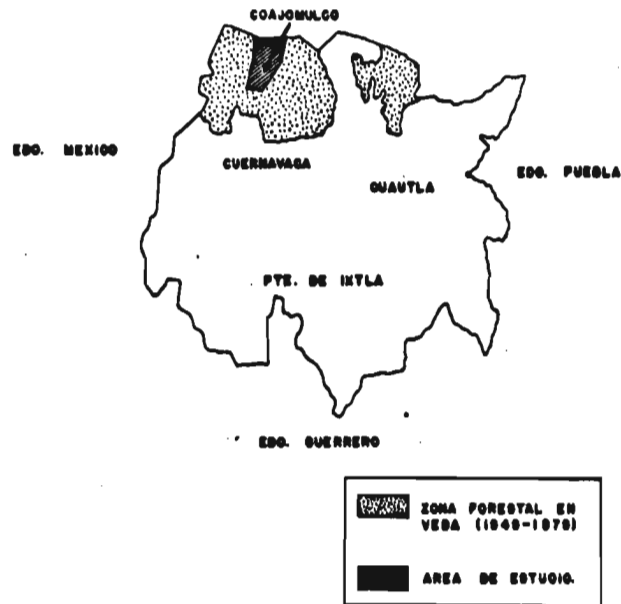 COAJOMULCO
EDO. MEXICO
CUERNAVACA
CUAUTLA
EDO. PUEBLA
PTE. DE IXTLA
EDO. GUERRERO
ZONA FORESTAL EN
VEDA (1949-1979)
AREA DE ESTUDIO.